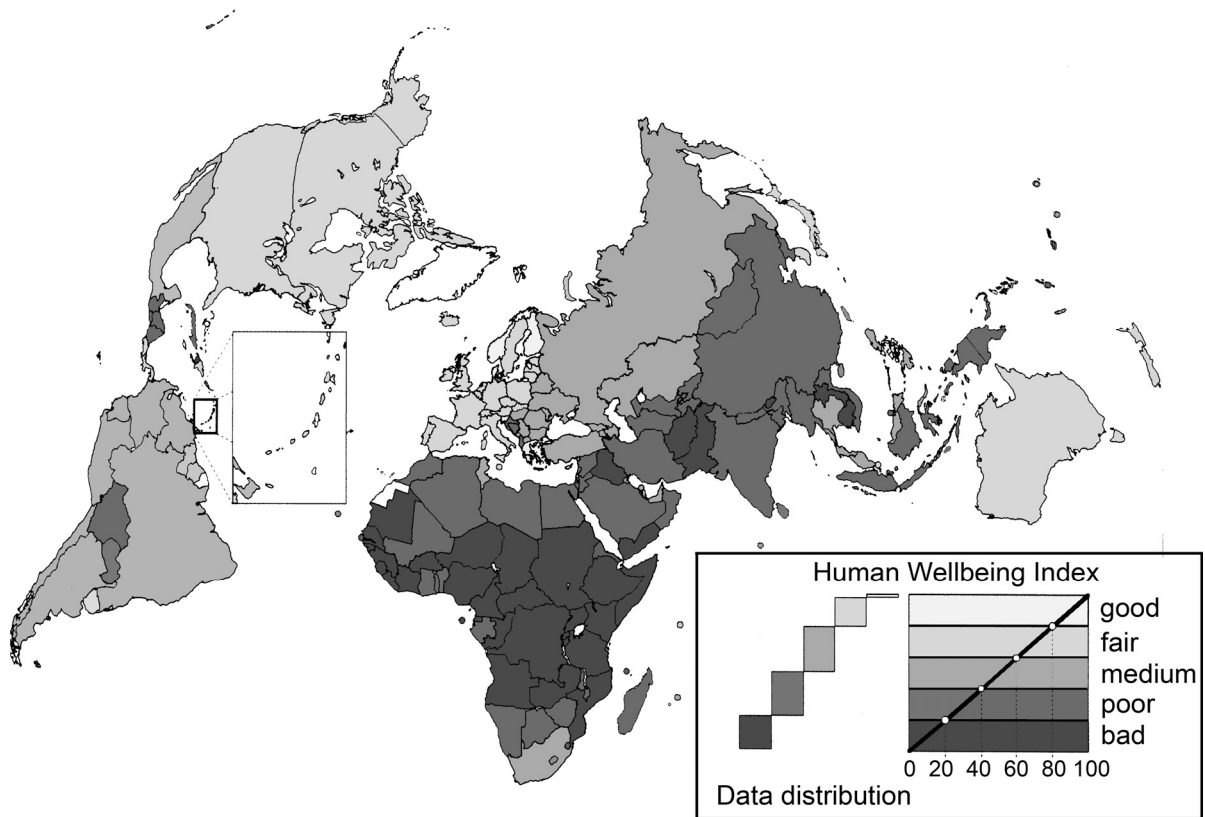 Human Wellbeing Index
good
fair
medium
poor
bad
0 20 40 60 80 100
Data distribution